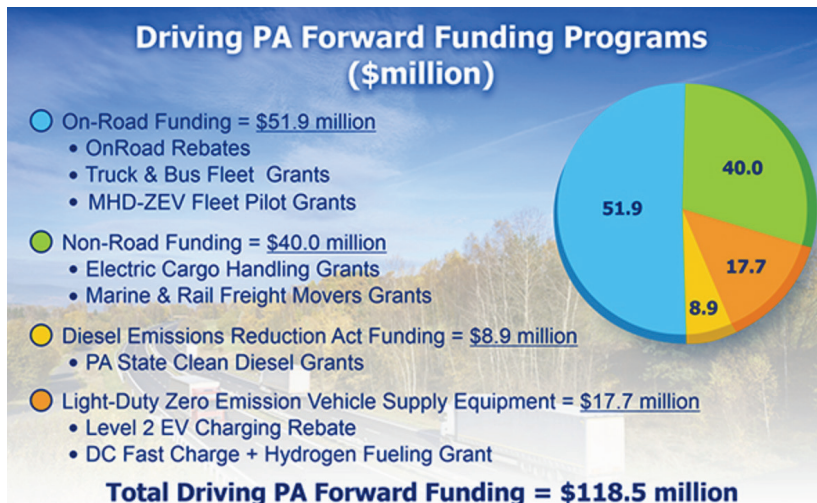 Driving PA Forward Funding Programs
($million)
On-Road Funding = $51.9 million
• OnRoad Rebates
• Truck & Bus Fleet Grants
• MHD-ZEV Fleet Pilot Grants
Non-Road Funding = $40.0 million
• Electric Cargo Handling Grants
• Marine & Rail Freight Movers Grants
Diesel Emissions Reduction Act Funding = $8.9 million
• PA State Clean Diesel Grants
Light-Duty Zero Emission Vehicle Supply Equipment = $17.7 million
• Level 2 EV Charging Rebate
• DC Fast Charge + Hydrogen Fueling Grant
51.9
40.0
17.7
8.9
Total Driving PA Forward Funding = $118.5 million